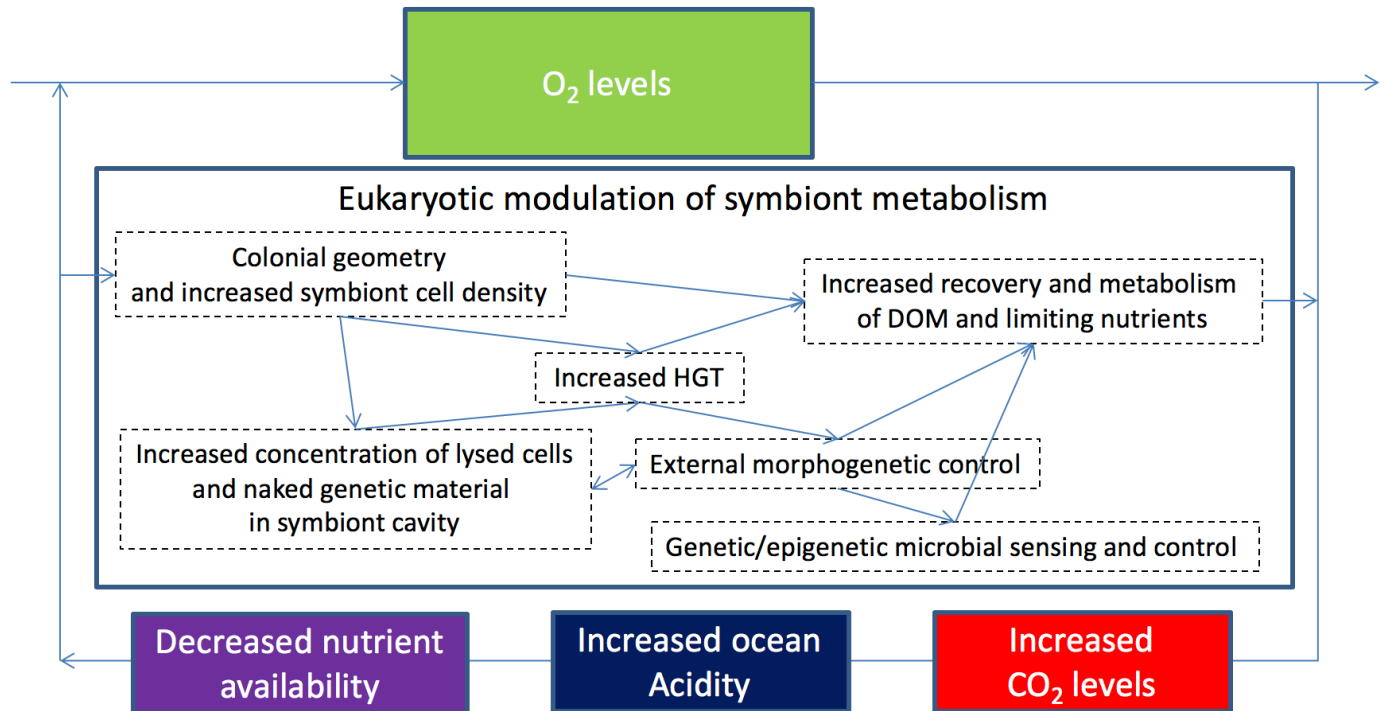 O₂ levels
Eukaryotic modulation of symbiont metabolism
Colonial geometry
and increased symbiont cell density
Increased recovery and metabolism
of DOM and limiting nutrients
Increased HGT
Increased concentration of lysed cells
and naked genetic material
in symbiont cavity
External morphogenetic control
Genetic/epigenetic microbial sensing and control
Decreased nutrient
availability
Increased ocean
Acidity
Increased
CO₂ levels